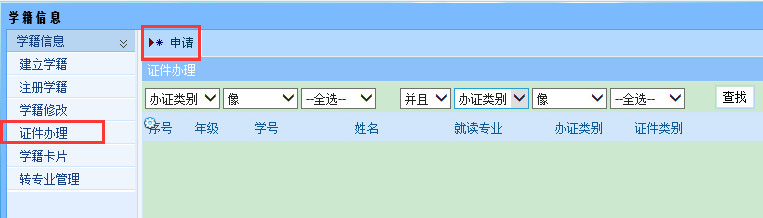 学籍信息
学籍信息
建立学籍
注册学籍
学籍修改
证件办理
学籍卡片
转专业管理
申请
证件办理
办证类别 像 --全选-- 并且 办证类别 像 --全选-- 查找
序号 年级 学号 姓名 就读专业 办证类别 证件类别